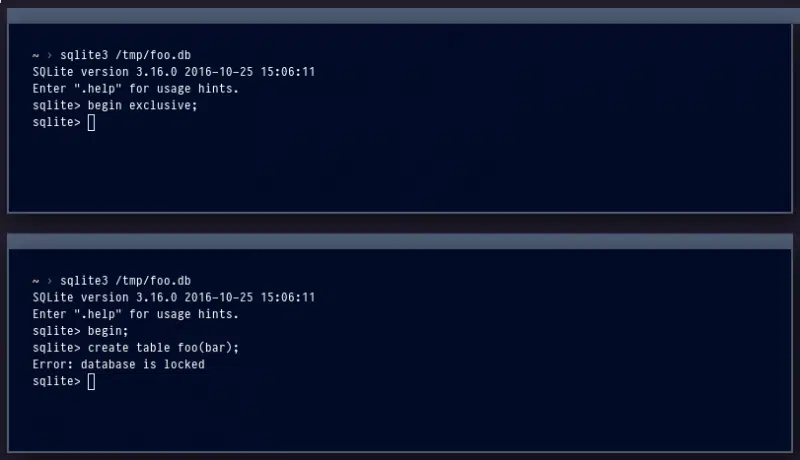 ~ › sqlite3 /tmp/foo.db
SQLite version 3.16.0 2016-10-25 15:06:11
Enter ".help" for usage hints.
sqlite> begin exclusive;
sqlite>
~ › sqlite3 /tmp/foo.db
SQLite version 3.16.0 2016-10-25 15:06:11
Enter ".help" for usage hints.
sqlite> begin;
sqlite> create table foo(bar);
Error: database is locked
sqlite>